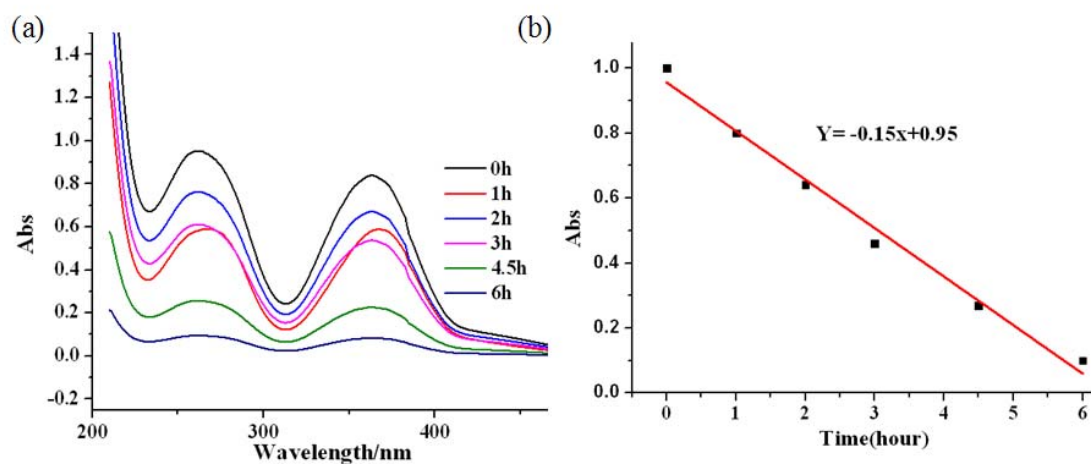 (a)
1.4
1.2
1.0
0.8
0.6
0.4
0.2
0.0
-0.2
Abs
200
300
400
Wavelength/nm
0h
1h
2h
3h
4.5h
6h
(b)
1.0
0.8
0.6
0.4
0.2
0.0
Abs
Y= -0.15x+0.95
0
1
2
3
4
5
6
Time(hour)